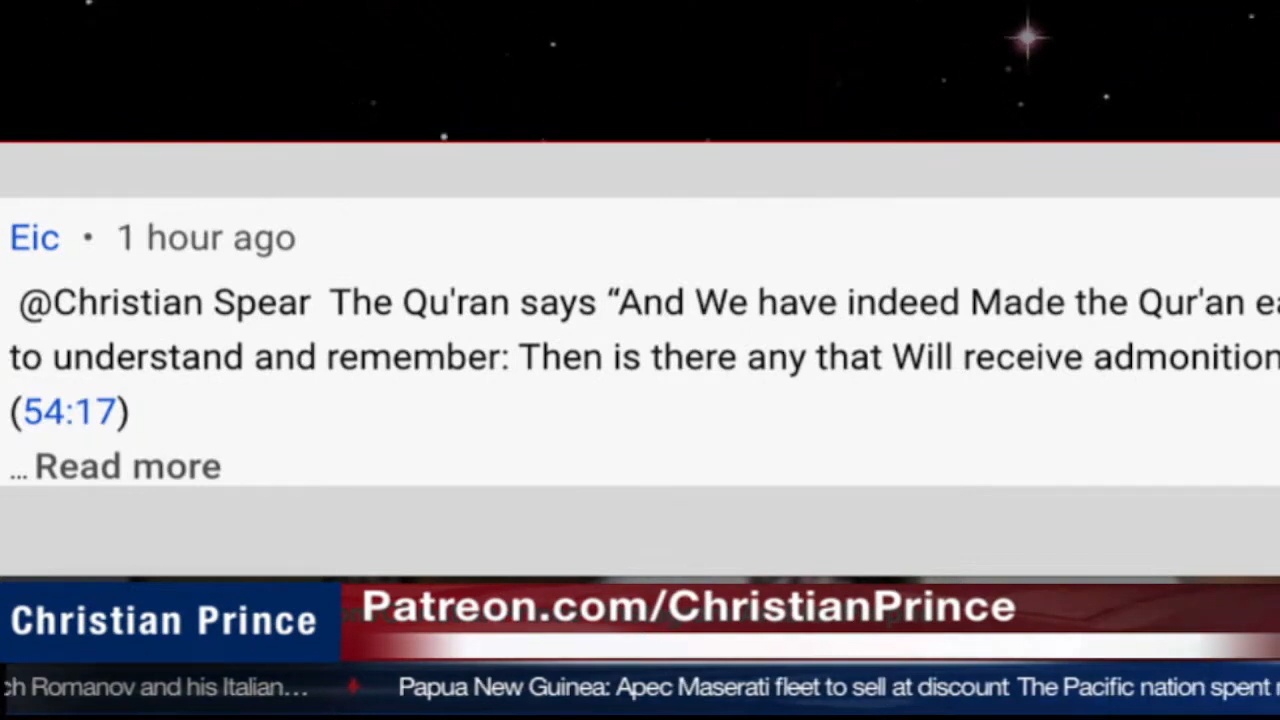 Eic • 1 hour ago
@Christian Spear The Qu'ran says “And We have indeed Made the Qur'an ea
to understand and remember: Then is there any that Will receive admonition
(54:17)
... Read more
Christian Prince
Patreon.com/ChristianPrince
ch Romanov and his Italian... Papua New Guinea: Apec Maserati fleet to sell at discount The Pacific nation spent